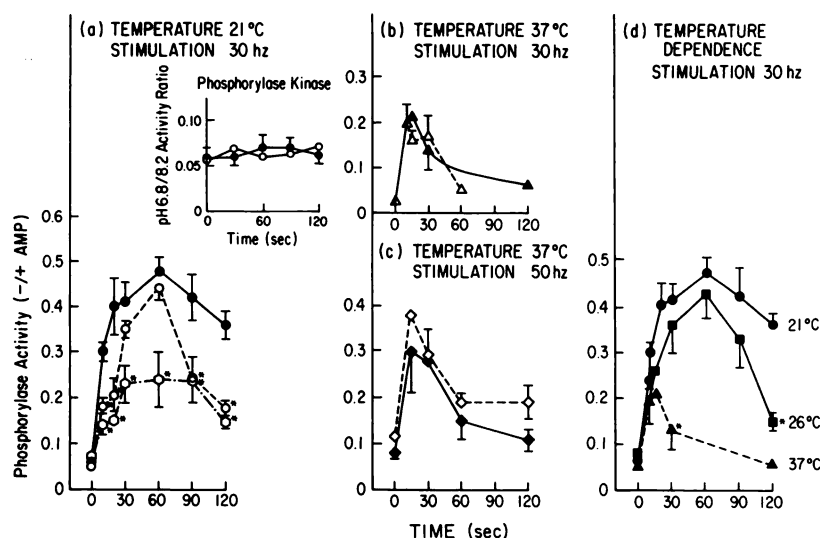 (a) TEMPERATURE 21°C
STIMULATION 30 hz
Phosphorylase Kinase
pH6.8/8.2 Activity Ratio
0.10
0.05
0
0 60 120
Time (sec)
Phosphorylase Activity (-/+ AMP)
0.6
0.5
0.4
0.3
0.2
0.1
0
0 30 60 90 120
(b) TEMPERATURE 37°C
STIMULATION 30 hz
0.3
0.2
0.1
0
0 30 60 90 120
(c) TEMPERATURE 37°C
STIMULATION 50 hz
0.4
0.3
0.2
0.1
0
0 30 60 90 120
TIME (sec)
(d) TEMPERATURE
DEPENDENCE
STIMULATION 30 hz
0.5
0.4
0.3
0.2
0.1
0
0 30 60 90 120
21°C
*26°C
37°C